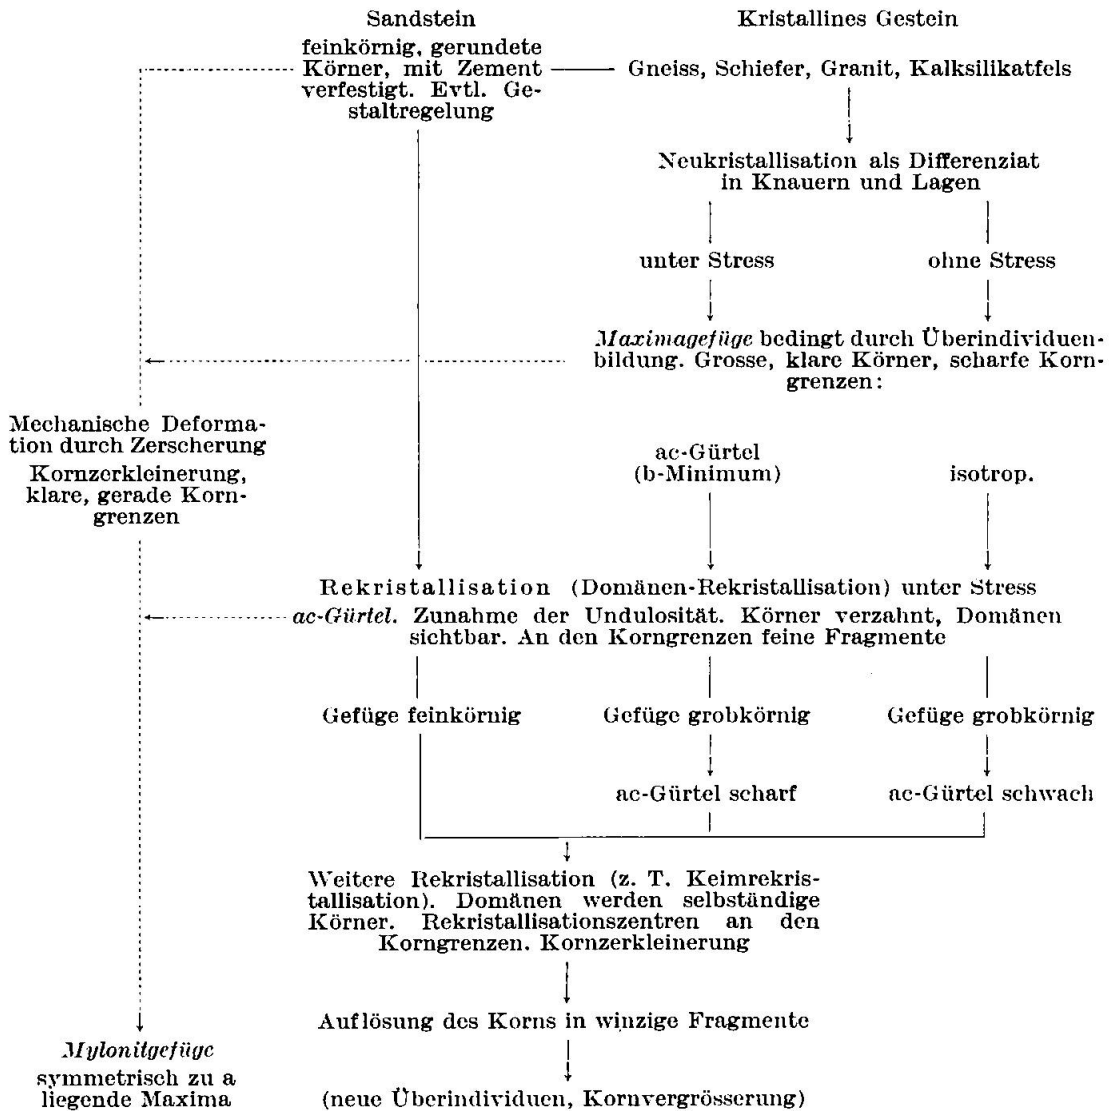 Sandstein
feinkörnig, gerundete
Körner, mit Zement
verfestigt. Evtl. Ge-
staltregelung
Kristallines Gestein
Gneiss, Schiefer, Granit, Kalksilikatfels
Neukristallisation als Differenziat
in Knauern und Lagen
unter Stress
ohne Stress
Maximagefüge bedingt durch Überindividuen-
bildung. Grosse, klare Körner, scharfe Korn-
grenzen:
Mechanische Deforma-
tion durch Zerscherung
Kornzerkleinerung,
klare, gerade Korn-
grenzen
ac-Gürtel
(b-Minimum)
isotrop.
Rekristallisation (Domänen-Rekristallisation) unter Stress
ac-Gürtel. Zunahme der Undulosität. Körner verzahnt, Domänen
sichtbar. An den Korngrenzen feine Fragmente
Gefüge feinkörnig
Gefüge grobkörnig
Gefüge grobkörnig
ac-Gürtel scharf
ac-Gürtel schwach
Weitere Rekristallisation (z. T. Keimrekris-
tallisation). Domänen werden selbständige
Körner. Rekristallisationszentren an den
Korngrenzen. Kornzerkleinerung
Auflösung des Korns in winzige Fragmente
(neue Überindividuen, Kornvergrösserung)
Mylonitgefüge
symmetrisch zu a
liegende Maxima